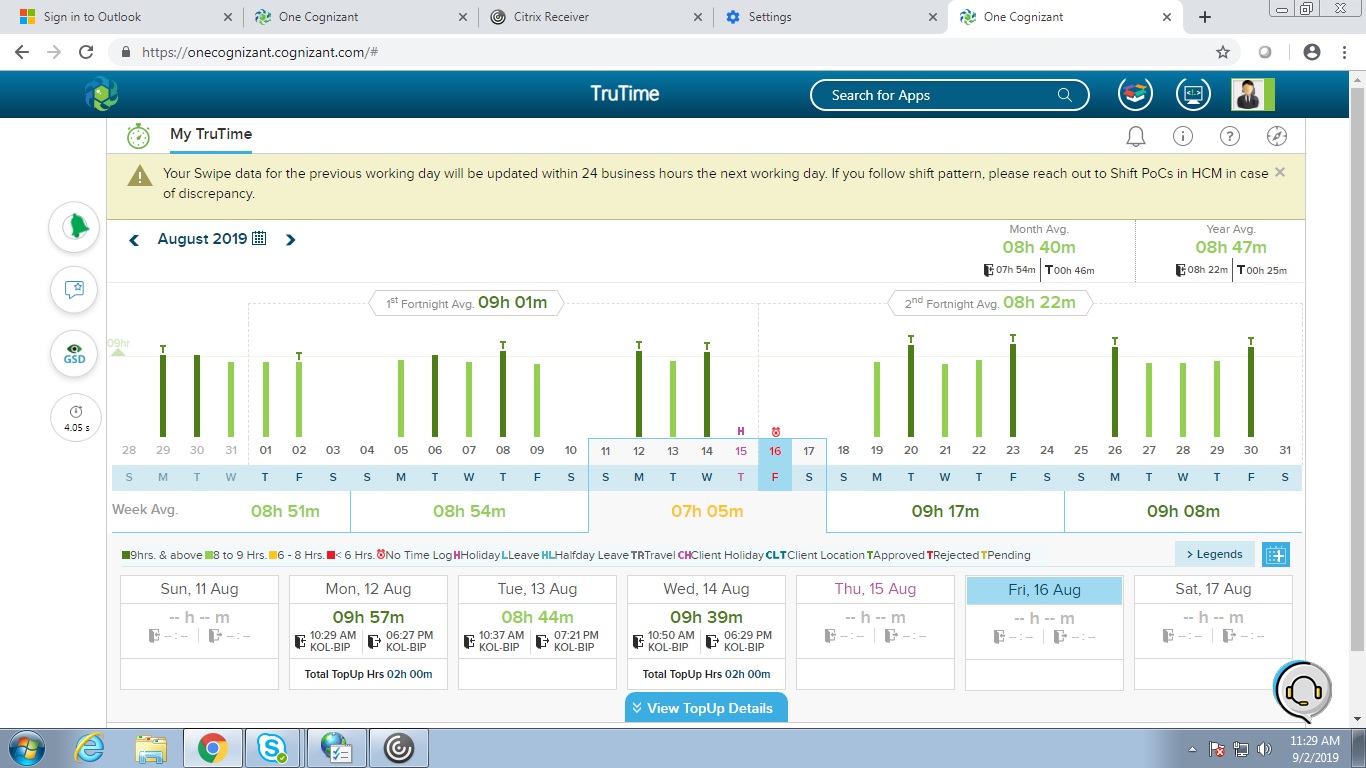 Sign in to Outlook
One Cognizant
Citrix Receiver
Settings
One Cognizant
https://onecognizant.cognizant.com/#
TruTime
Search for Apps
My TruTime
Your Swipe data for the previous working day will be updated within 24 business hours the next working day. If you follow shift pattern, please reach out to Shift PoCs in HCM in case
of discrepancy.
August 2019
Month Avg.
08h 40m
07h 54m T00h 46m
Year Avg.
08h 47m
08h 22m T00h 25m
GSD
4.05 s
1st Fortnight Avg. 09h 01m
2nd Fortnight Avg. 08h 22m
09hr
T T T T T T T T T
H
28 29 30 31 01 02 03 04 05 06 07 08 09 10 11 12 13 14 15 16 17 18 19 20 21 22 23 24 25 26 27 28 29 30 31
S M T W T F S S M T W T F S S M T W T F S S M T W T F S S M T W T F S
Week Avg. 08h 51m 08h 54m 07h 05m 09h 17m 09h 08m
9hrs. & above 8 to 9 Hrs. 6 - 8 Hrs. < 6 Hrs. No Time Log H Holiday L Leave HL Halfday Leave TR Travel CH Client Holiday CLT Client Location T Approved T Rejected T Pending
> Legends
Sun, 11 Aug
-- h -- m
-- : -- -- : --
Mon, 12 Aug
09h 57m
10:29 AM 06:27 PM
KOL-BIP KOL-BIP
Total TopUp Hrs 02h 00m
Tue, 13 Aug
08h 44m
10:37 AM 07:21 PM
KOL-BIP KOL-BIP
Wed, 14 Aug
09h 39m
10:50 AM 06:29 PM
KOL-BIP KOL-BIP
Total TopUp Hrs 02h 00m
Thu, 15 Aug
-- h -- m
-- : -- -- : --
Fri, 16 Aug
-- h -- m
-- : -- -- : --
Sat, 17 Aug
-- h -- m
-- : -- -- : --
View TopUp Details
11:29 AM
9/2/2019